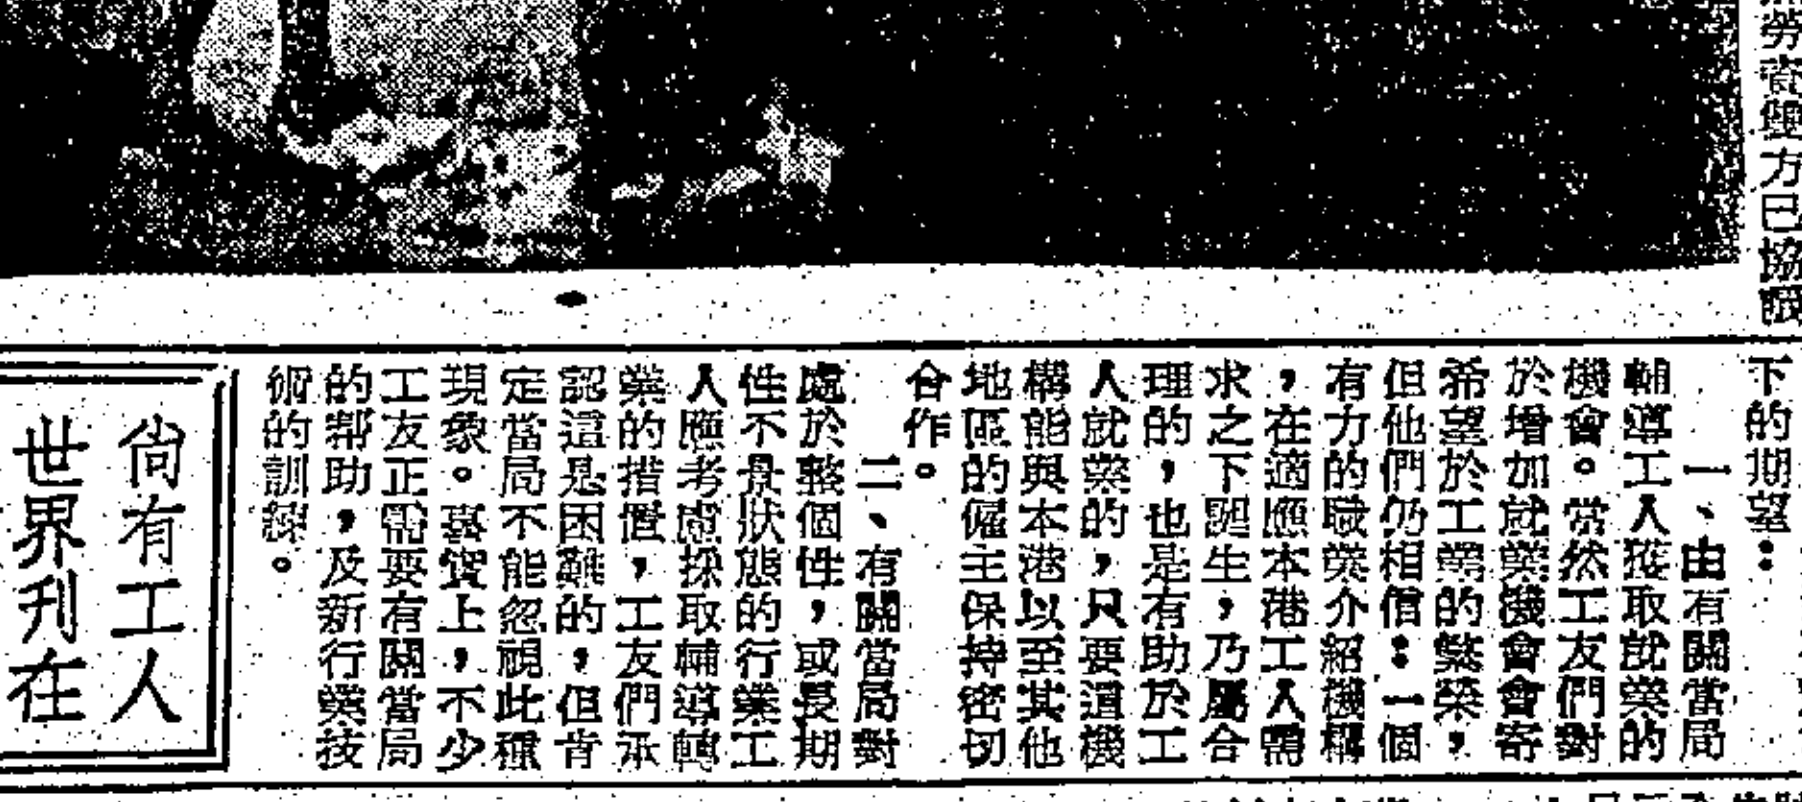 勞資雙方已協議
下的期望：
一、由有關當局
輔導工人獲取就業的
機會。當然工友們對
於增加就業機會會寄
希望於工業的繁榮，
但他們仍相信：一個
有力的職業介紹機構
，在適應本港工人需
求之下誕生，乃屬合
理的，也是有助於工
人就業的，只要這機
構能與本港以至其他
地區的僱主保持密切
合作。
二、有關當局對
處於整個性，或長期
性不景狀態的行業工
人應考慮採取輔導轉
業的措置，工友們承
認這是困難的，但肯
定當局不能忽視此種
現象。事實上，不少
工友正需要有關當局
的幫助，及新行業技
術的訓練。
尙有工人
世界刋在